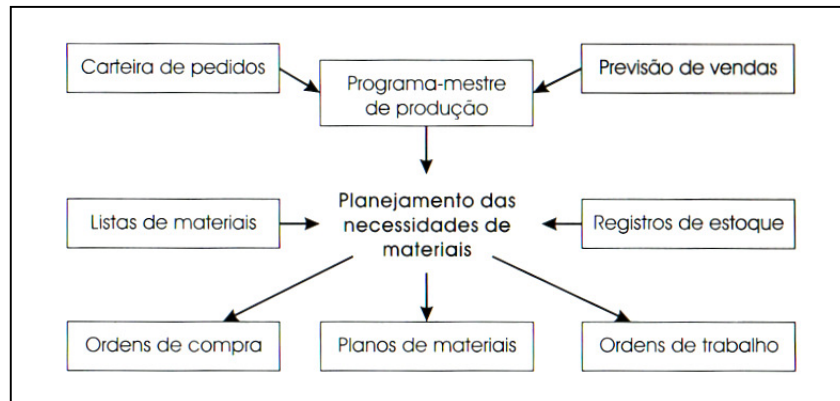 Carteira de pedidos
Programa-mestre
de produção
Previsão de vendas
Listas de materiais
Planejamento das
necessidades de
materiais
Registros de estoque
Ordens de compra
Planos de materiais
Ordens de trabalho